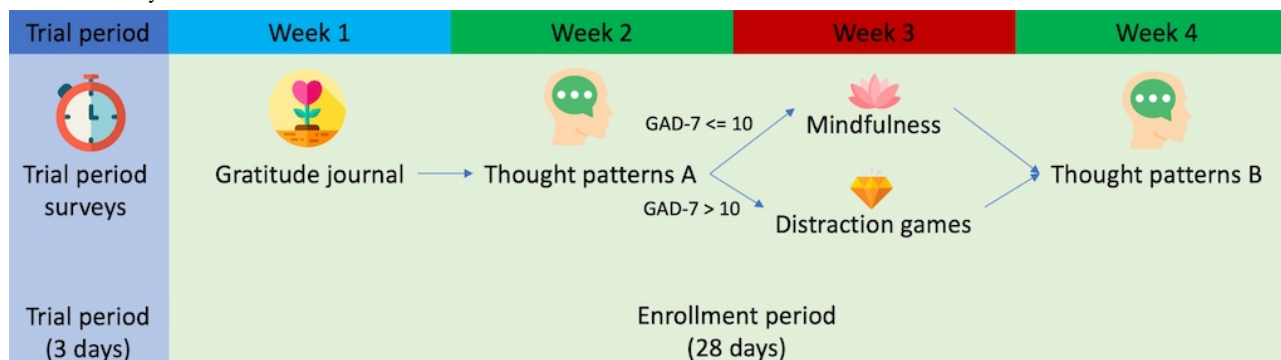 Trial period
Week 1
Week 2
Week 3
Week 4
Trial period
surveys
Gratitude journal
Thought patterns A
GAD-7 <= 10
GAD-7 > 10
Mindfulness
Distraction games
Thought patterns B
Trial period
(3 days)
Enrollment period
(28 days)